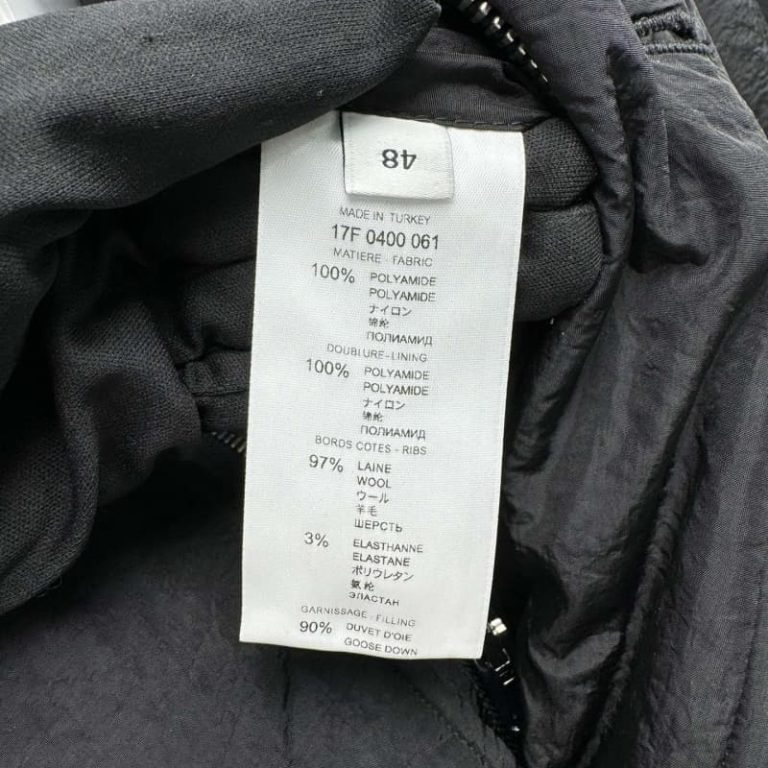 48
MADE IN TURKEY
17F 0400 061
MATIERE - FABRIC
100% POLYAMIDE
POLYAMIDE
ナイロン
锦纶
ПОЛИАМИД
DOUBLURE-LINING
100% POLYAMIDE
POLYAMIDE
ナイロン
锦纶
ПОЛИАМИД
BORDS COTES - RIBS
97% LAINE
WOOL
ウール
羊毛
ШЕРСТЬ
3% ELASTHANNE
ELASTANE
ポリウレタン
氨纶
ЭЛАСТАН
GARNISSAGE - FILLING
90% DUVET D'OIE
GOOSE DOWN